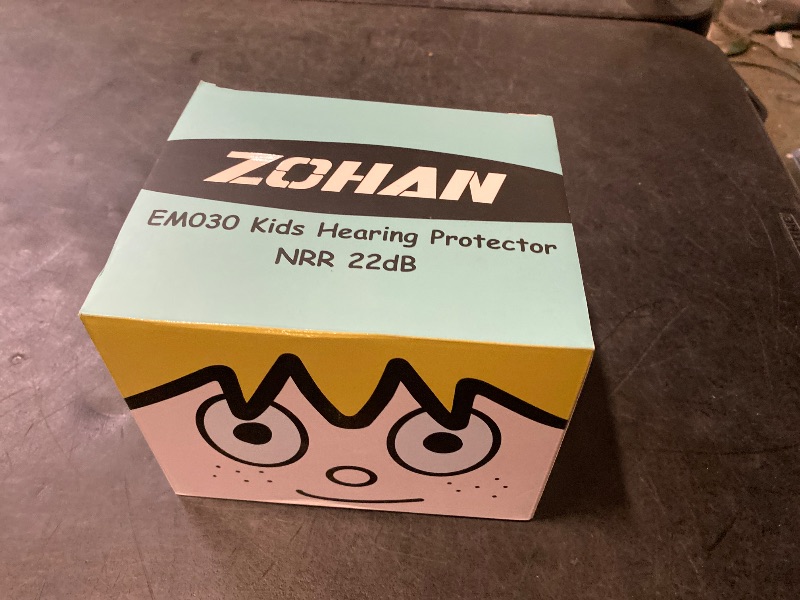 ZOHAN
EM030 Kids Hearing Protector
NRR 22dB